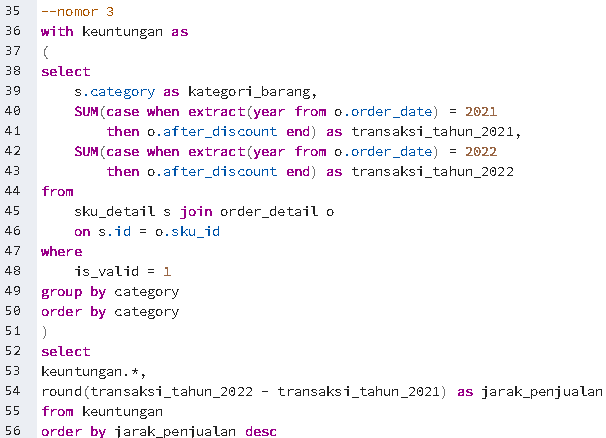 35 --nomor 3
36 with keuntungan as
37 (
38 select
39     s.category as kategori_barang,
40     SUM(case when extract(year from o.order_date) = 2021
41         then o.after_discount end) as transaksi_tahun_2021,
42     SUM(case when extract(year from o.order_date) = 2022
43         then o.after_discount end) as transaksi_tahun_2022
44 from
45     sku_detail s join order_detail o
46     on s.id = o.sku_id
47 where
48     is_valid = 1
49 group by category
50 order by category
51 )
52 select
53 keuntungan.*,
54 round(transaksi_tahun_2022 - transaksi_tahun_2021) as jarak_penjualan
55 from keuntungan
56 order by jarak_penjualan desc